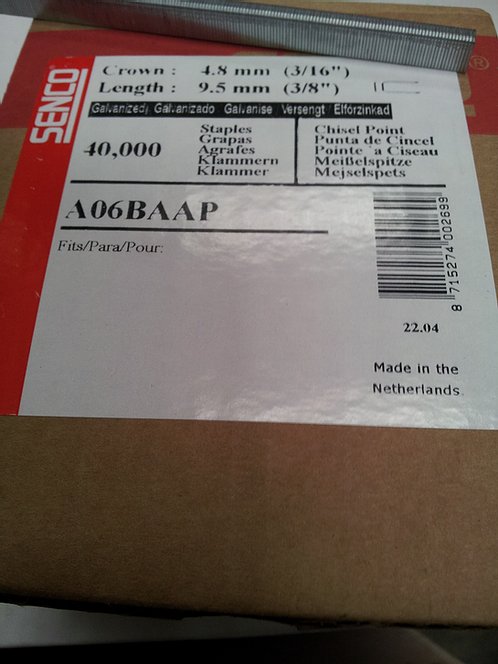 SENCO
Crown : 4.8 mm (3/16")
Length : 9.5 mm (3/8")
Galvanized/ Galvanizado Galvanise Versengt/ Elforzinkad
40,000
Staples
Grapas
Agrafes
Klammern
Klammer
Chisel Point
Punta de Cincel
Pointe `a Ciseau
Meißelspitze
Mejselspets
A06BAAP
Fits/Para/Pour:
8 715274 002699
22.04
Made in the
Netherlands.